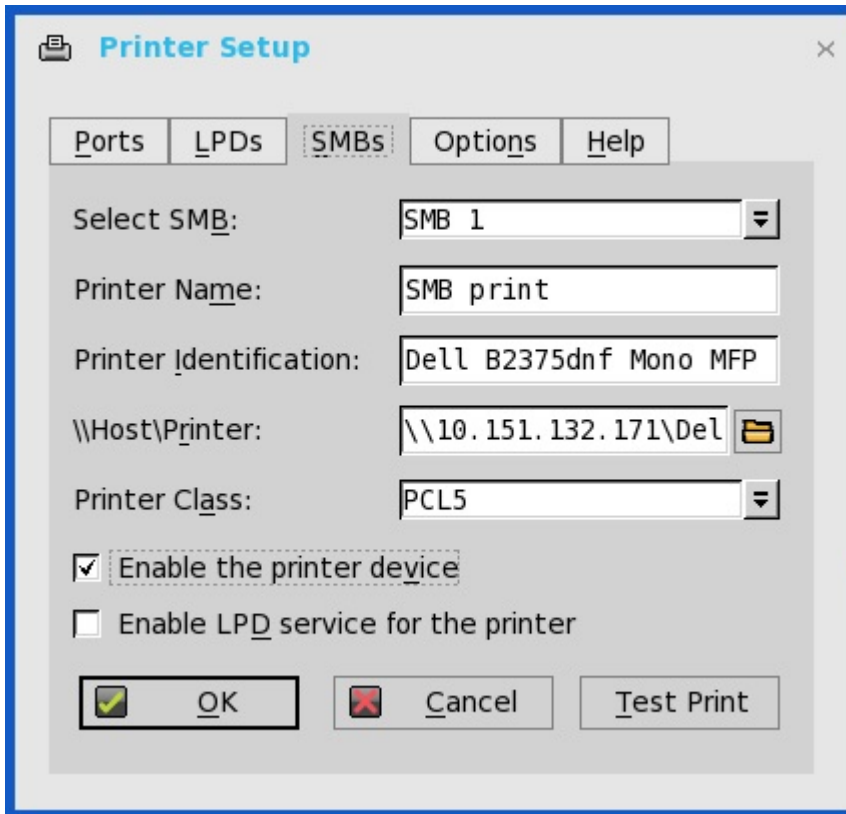 Printer Setup
Ports LPDs SMBs Options Help
Select SMB: SMB 1
Printer Name: SMB print
Printer Identification: Dell B2375dnf Mono MFP
\\Host\Printer: \\10.151.132.171\Del
Printer Class: PCL5
Enable the printer device
Enable LPD service for the printer
OK Cancel Test Print